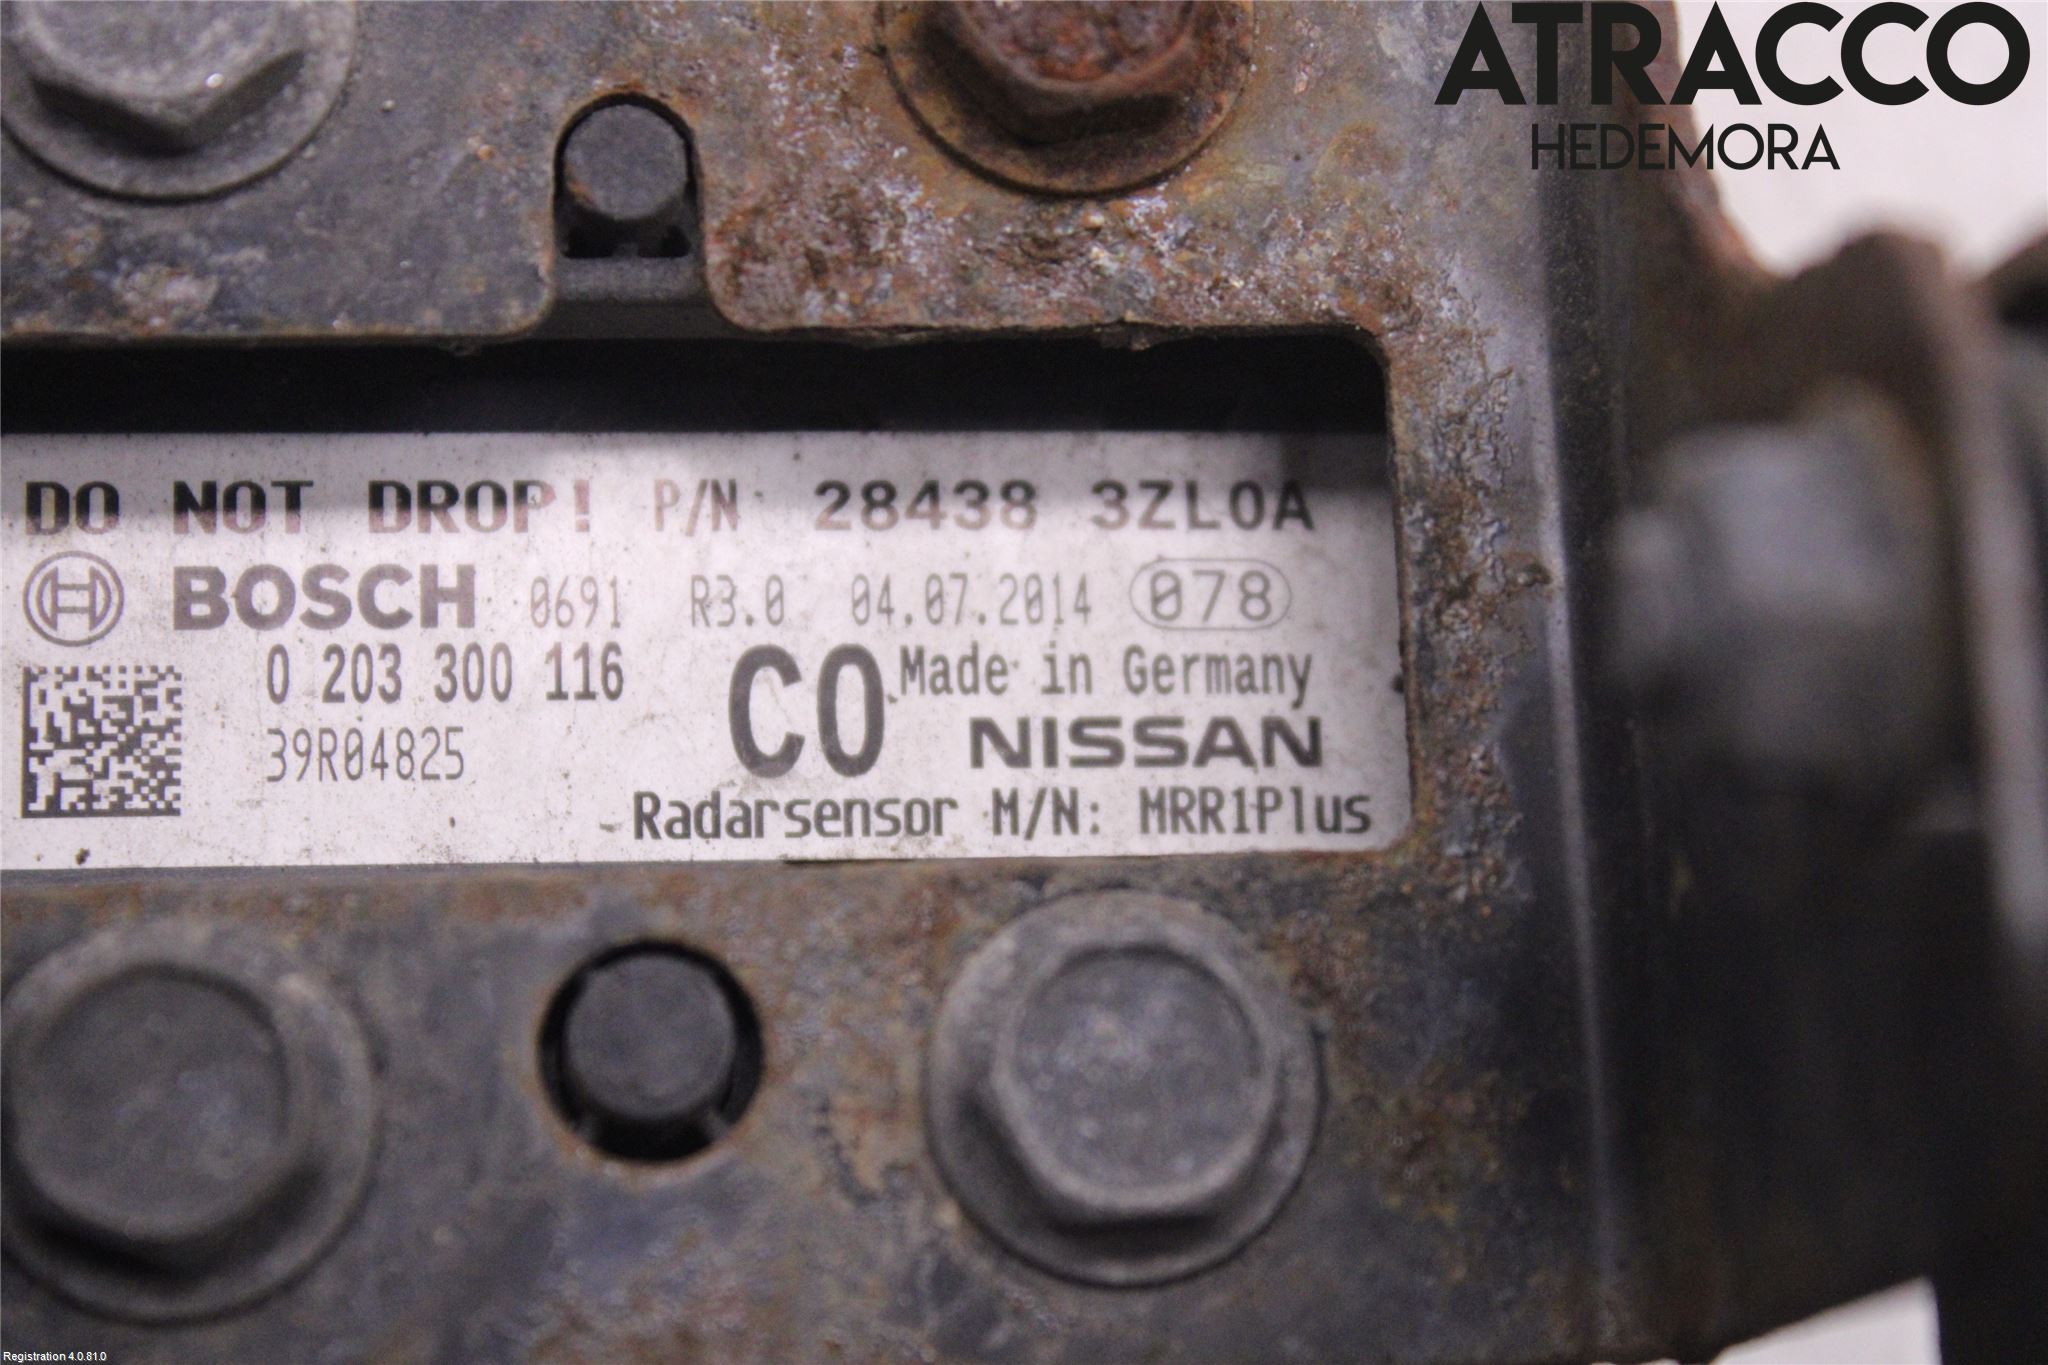 ATRACCO
HEDEMORA
DO NOT DROP! P/N 28438 3ZL0A
BOSCH 0691 R3.0 04.07.2014 078
0 203 300 116 CO Made in Germany
39R04825 NISSAN
Radarsensor M/N: MRR1Plus
Registration 4.0.81.0